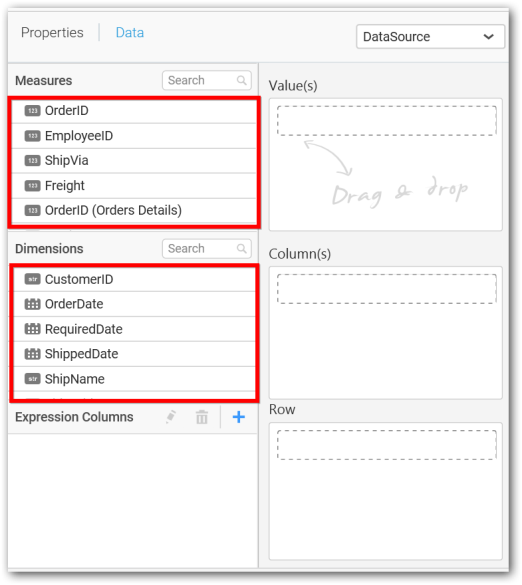 Properties
Data
DataSource
Measures
Search
123 OrderID
123 EmployeeID
123 ShipVia
123 Freight
123 OrderID (Orders Details)
Dimensions
Search
str CustomerID
OrderDate
RequiredDate
ShippedDate
str ShipName
Expression Columns
Value(s)
Drag & drop
Column(s)
Row